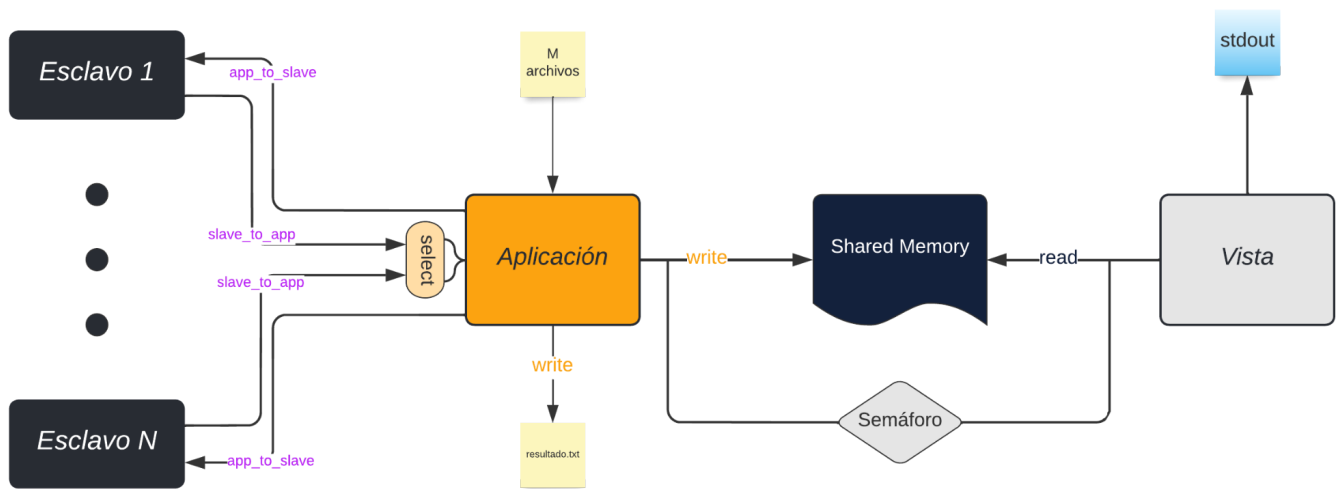 stdout
M
archivos
Esclavo 1
app_to_slave
slave_to_app
select
Aplicación
write
Shared Memory
read
Vista
slave_to_app
write
Semáforo
Esclavo N
app_to_slave
resultado.txt